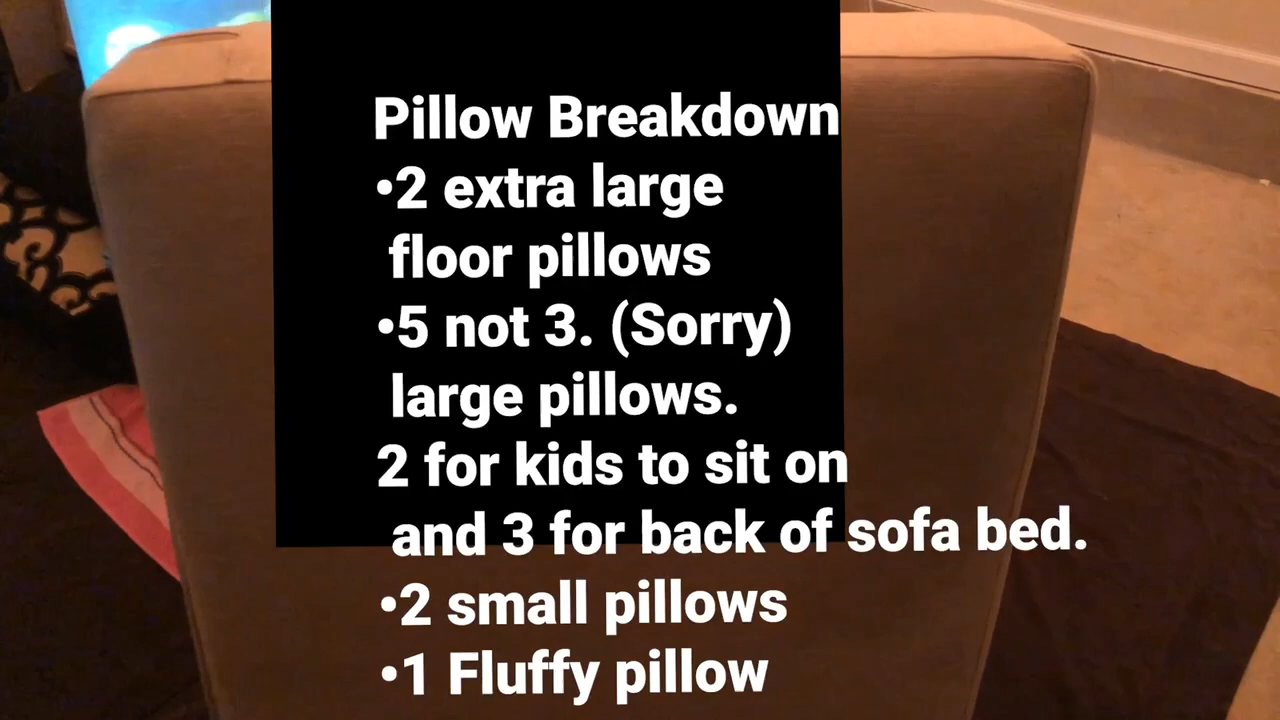 Pillow Breakdown
•2 extra large
floor pillows
•5 not 3. (Sorry)
large pillows.
2 for kids to sit on
and 3 for back of sofa bed.
•2 small pillows
•1 Fluffy pillow